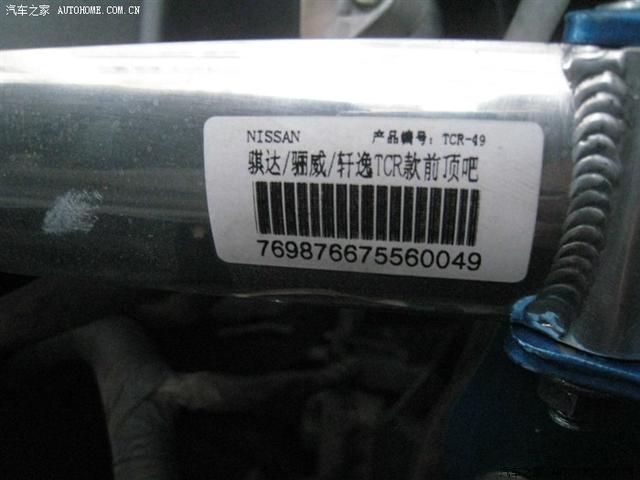 汽车之家 AUTOHOME.COM.CN
NISSAN 产品编号：TCR-49
骐达/骊威/轩逸TCR款前顶吧
769876675560049